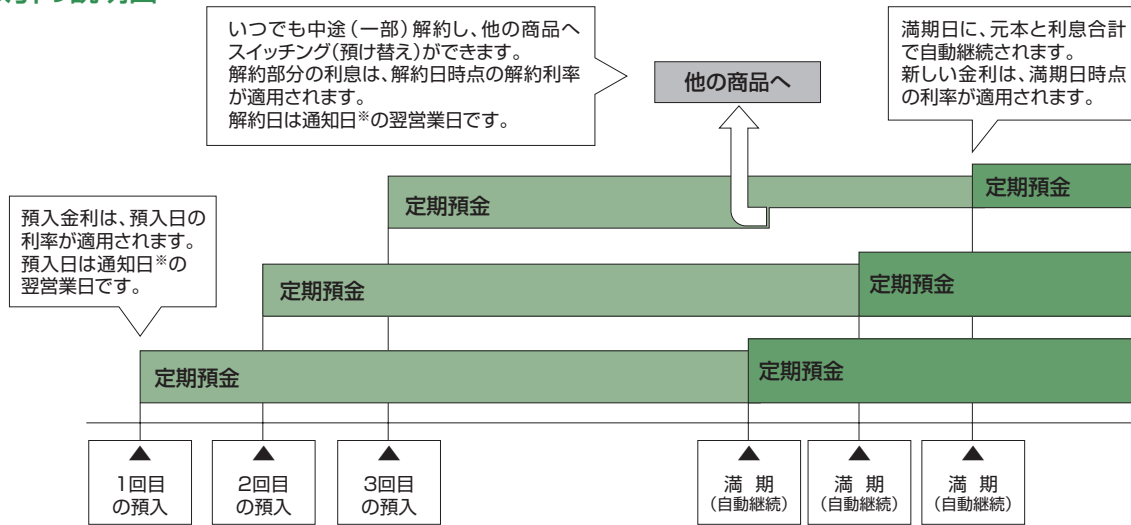 説明図
いつでも中途(一部)解約し、他の商品へ
スイッチング(預け替え)ができます。
解約部分の利息は、解約日時点の解約利率
が適用されます。
解約日は通知日※の翌営業日です。
他の商品へ
満期日に、元本と利息合計
で自動継続されます。
新しい金利は、満期日時点
の利率が適用されます。
預入金利は、預入日の
利率が適用されます。
預入日は通知日※の
翌営業日です。
定期預金
定期預金
定期預金
定期預金
定期預金
定期預金
1回目
の預入
2回目
の預入
3回目
の預入
満 期
(自動継続)
満 期
(自動継続)
満 期
(自動継続)